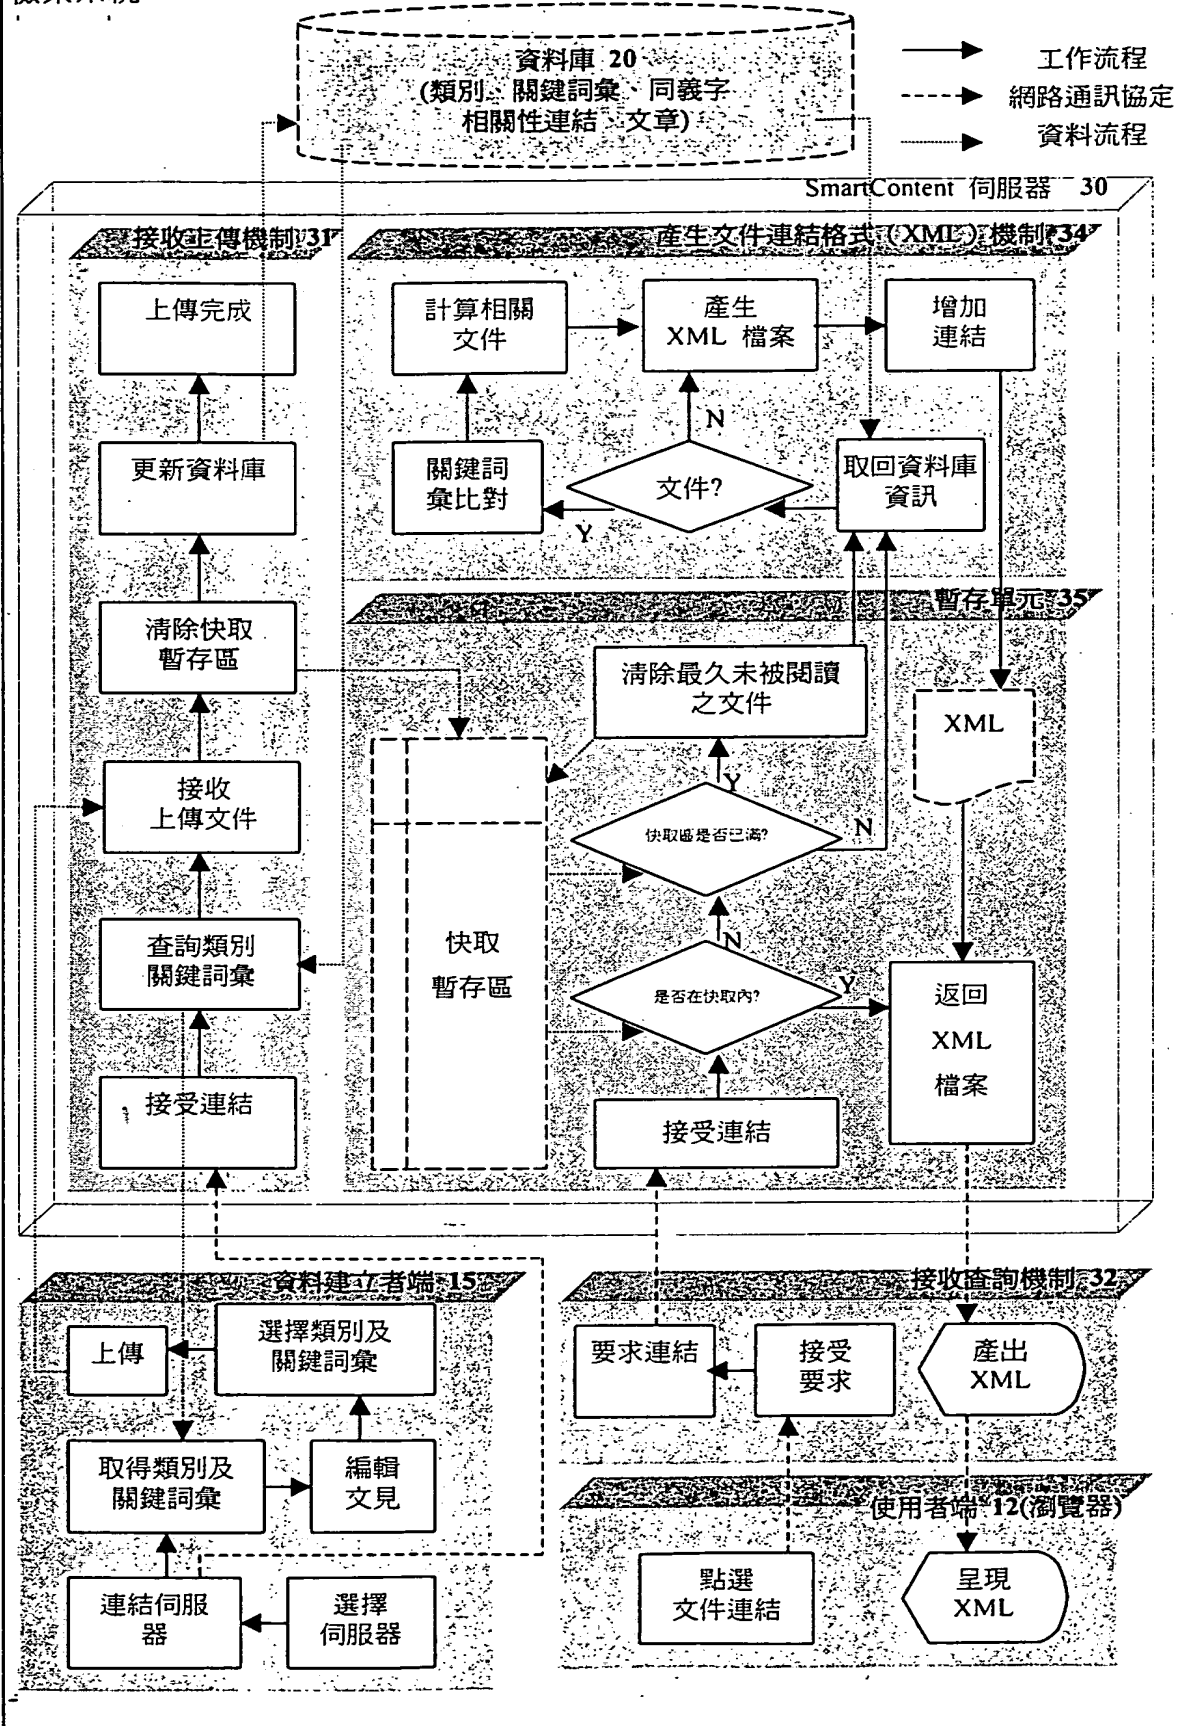 資料庫 20
(類別、關鍵詞彙、同義字
相關性連結、文章)
工作流程
網路通訊協定
資料流程
SmartContent 伺服器 30
接收上傳機制 31
上傳完成
更新資料庫
清除快取
暫存區
接收
上傳文件
查詢類別
關鍵詞彙
接受連結
產生文件連結格式（XML）機制 34
計算相關
文件
產生
XML 檔案
增加
連結
N
關鍵詞
彙比對
文件?
取回資料庫
資訊
Y
暫存單元 35
清除最久未被閱讀
之文件
XML
Y
快取區是否已滿?
N
快取
暫存區
N
是否在快取內?
Y
返回
XML
檔案
接受連結
資料建立者端 15
上傳
選擇類別及
關鍵詞彙
取得類別及
關鍵詞彙
編輯
文見
連結伺服
器
選擇
伺服器
接收查詢機制 32
要求連結
接受
要求
產出
XML
使用者端 12(瀏覽器)
點選
文件連結
呈現
XML